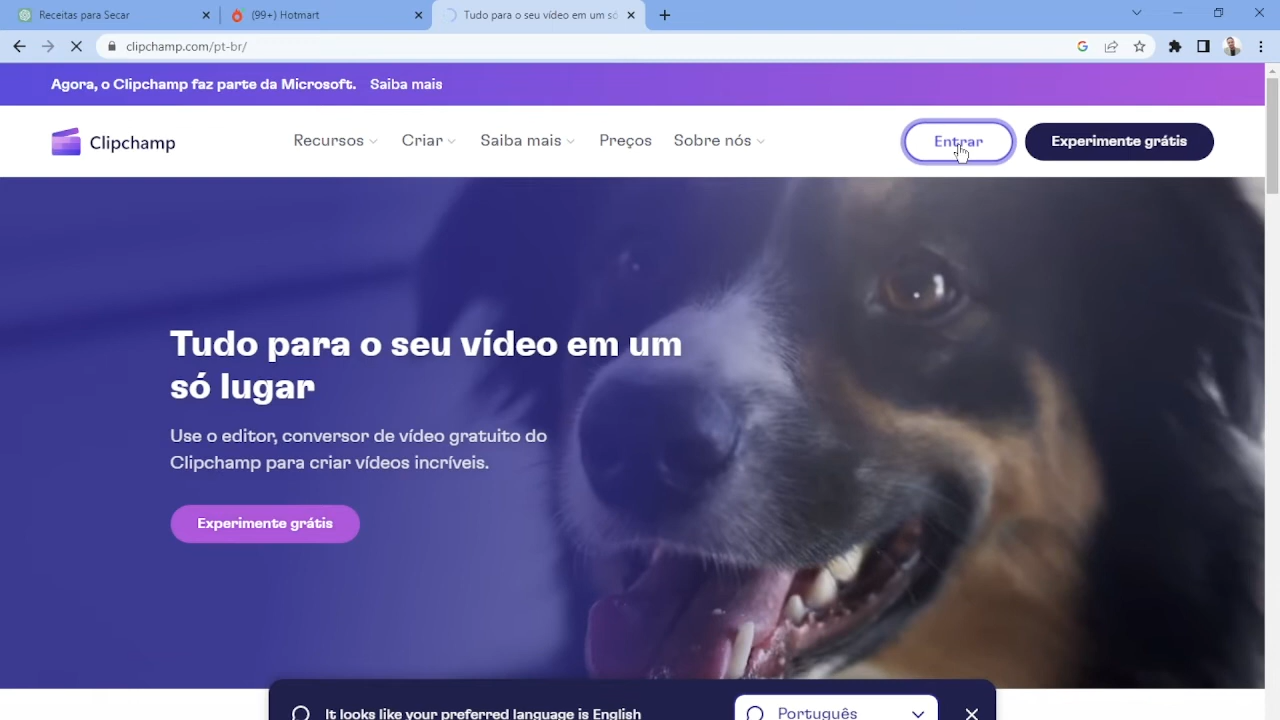 Receitas para Secar
(99+) Hotmart
Tudo para o seu vídeo em um só
clipchamp.com/pt-br/
Agora, o Clipchamp faz parte da Microsoft. Saiba mais
Clipchamp
Recursos
Criar
Saiba mais
Preços
Sobre nós
Entrar
Experimente grátis
Tudo para o seu vídeo em um
só lugar
Use o editor, conversor de vídeo gratuito do
Clipchamp para criar vídeos incríveis.
Experimente grátis
It looks like your preferred language is English
Português